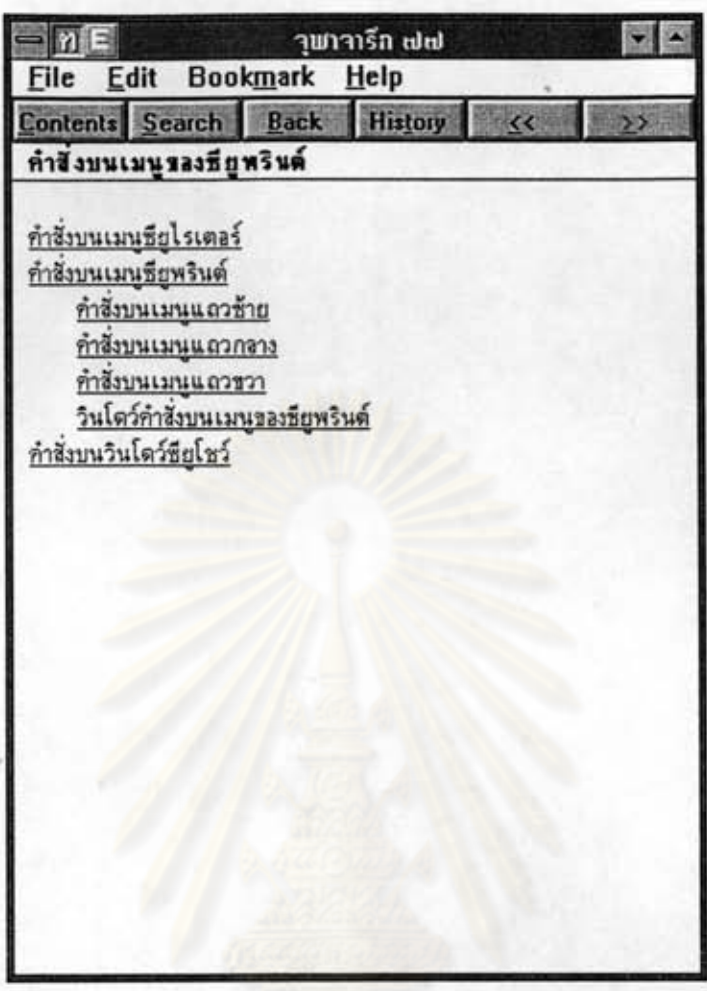 ท E จุฬาจารึก ๗๗
File Edit Bookmark Help
Contents Search Back History << >>
คำสั่งบนเมนูของซียูพรินต์
คำสั่งบนเมนูซียูไรเตอร์
คำสั่งบนเมนูซียูพรินต์
คำสั่งบนเมนูแถวซ้าย
คำสั่งบนเมนูแถวกลาง
คำสั่งบนเมนูแถวขวา
วินโดว์คำสั่งบนเมนูของซียูพรินต์
คำสั่งบนวินโดว์ซียูโชว์